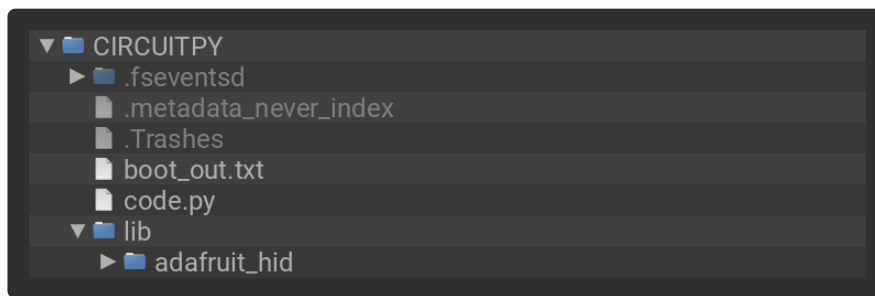 CIRCUITPY
.fseventsd
.metadata_never_index
.Trashes
boot_out.txt
code.py
lib
adafruit_hid